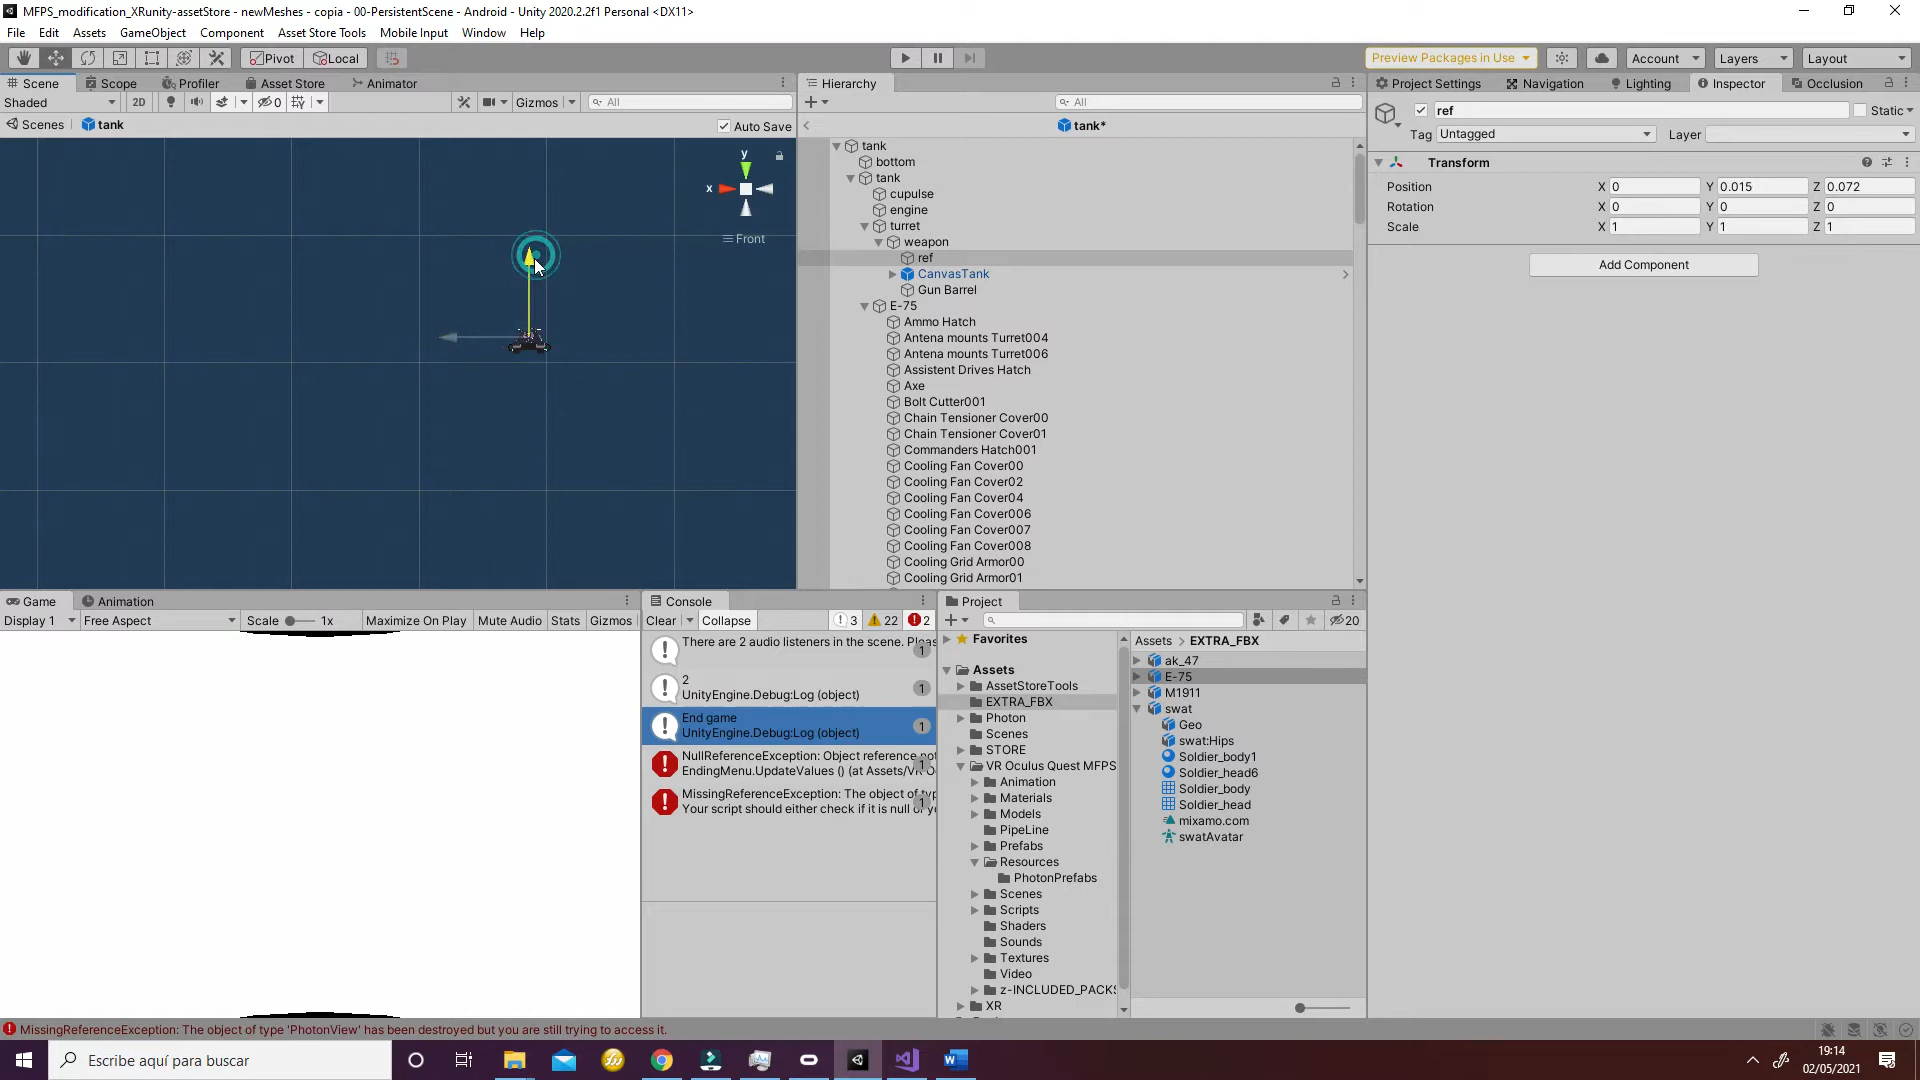 MFPS_modification_XRunity-assetStore - newMeshes - copia - 00-PersistentScene - Android - Unity 2020.2.2f1 Personal <DX11>
File Edit Assets GameObject Component Asset Store Tools Mobile Input Window Help
Pivot Local Preview Packages in Use Account Layers Layout
Scene Scope Profiler Asset Store Animator
Shaded 2D 0 Gizmos All
Scenes tank Auto Save
y
x
Front
Hierarchy
All
tank*
tank
bottom
tank
cupulse
engine
turret
weapon
ref
CanvasTank
Gun Barrel
E-75
Ammo Hatch
Antena mounts Turret004
Antena mounts Turret006
Assistent Drives Hatch
Axe
Bolt Cutter001
Chain Tensioner Cover00
Chain Tensioner Cover01
Commanders Hatch001
Cooling Fan Cover00
Cooling Fan Cover02
Cooling Fan Cover04
Cooling Fan Cover006
Cooling Fan Cover007
Cooling Fan Cover008
Cooling Grid Armor00
Cooling Grid Armor01
Project Settings Navigation Lighting Inspector Occlusion
ref Static
Tag Untagged Layer
Transform
Position X 0 Y 0.015 Z 0.072
Rotation X 0 Y 0 Z 0
Scale X 1 Y 1 Z 1
Add Component
Game Animation
Display 1 Free Aspect Scale 1x Maximize On Play Mute Audio Stats Gizmos
Console
Clear Collapse 3 22 2
There are 2 audio listeners in the scene. Pleas
1
2
UnityEngine.Debug:Log (object) 1
End game
UnityEngine.Debug:Log (object) 1
NullReferenceException: Object reference not
EndingMenu.UpdateValues () (at Assets/VR O
1
MissingReferenceException: The object of typ
Your script should either check if it is null or yo
1
Project
20
Favorites
Assets
AssetStoreTools
EXTRA_FBX
Photon
Scenes
STORE
VR Oculus Quest MFPS
Animation
Materials
Models
PipeLine
Prefabs
Resources
PhotonPrefabs
Scenes
Scripts
Shaders
Sounds
Textures
Video
z-INCLUDED_PACKS
XR
Assets > EXTRA_FBX
ak_47
E-75
M1911
swat
Geo
swat:Hips
Soldier_body1
Soldier_head6
Soldier_body
Soldier_head
mixamo.com
swatAvatar
MissingReferenceException: The object of type 'PhotonView' has been destroyed but you are still trying to access it.
Escribe aquí para buscar
19:14
02/05/2021